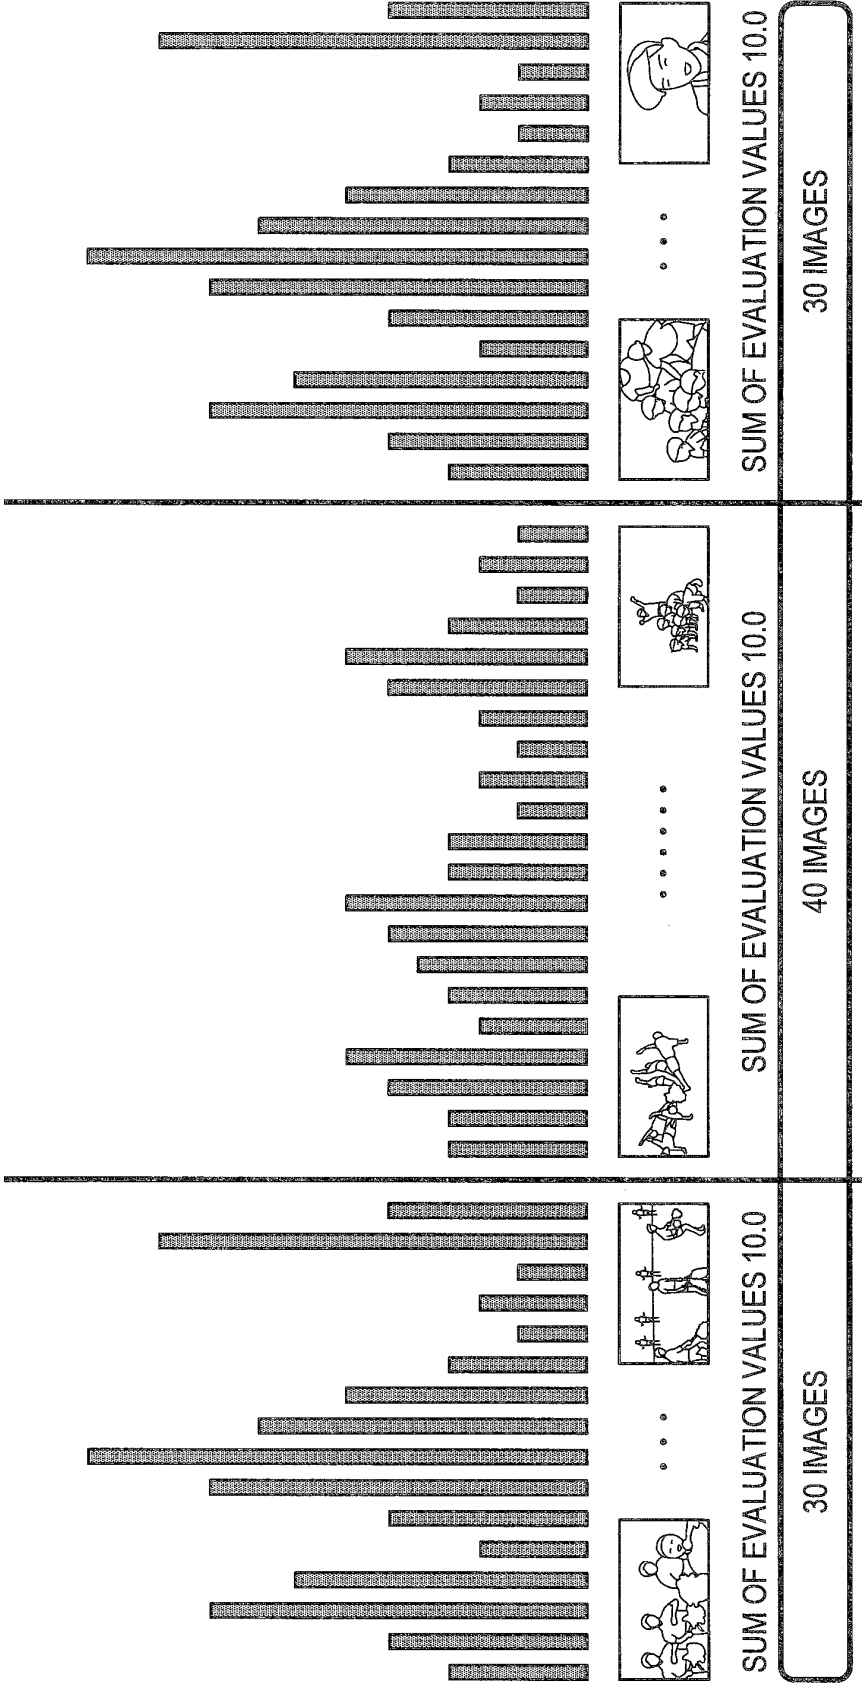 SUM OF EVALUATION VALUES 10.0
SUM OF EVALUATION VALUES 10.0
SUM OF EVALUATION VALUES 10.0
30 IMAGES
40 IMAGES
30 IMAGES